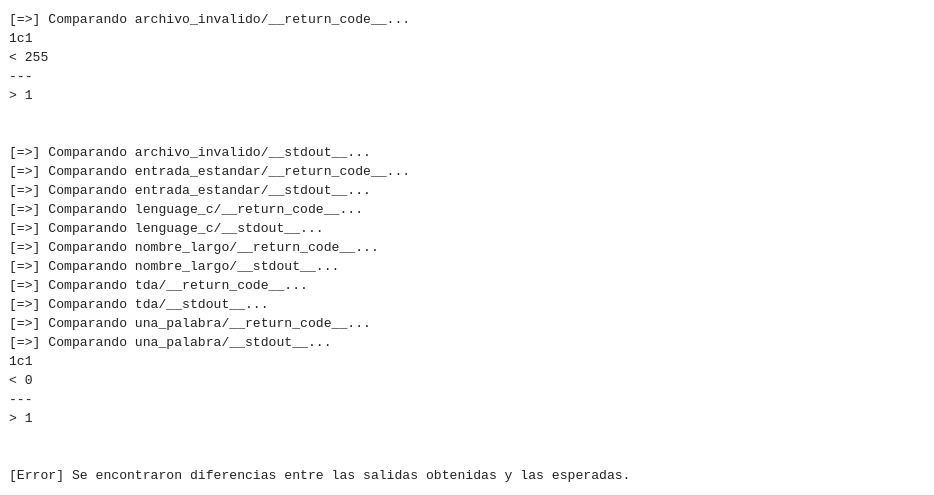 [=>] Comparando archivo_invalido/__return_code__...
1c1
< 255
---
> 1
[=>] Comparando archivo_invalido/__stdout__...
[=>] Comparando entrada_estandar/__return_code__...
[=>] Comparando entrada_estandar/__stdout__...
[=>] Comparando lenguage_c/__return_code__...
[=>] Comparando lenguage_c/__stdout__...
[=>] Comparando nombre_largo/__return_code__...
[=>] Comparando nombre_largo/__stdout__...
[=>] Comparando tda/__return_code__...
[=>] Comparando tda/__stdout__...
[=>] Comparando una_palabra/__return_code__...
[=>] Comparando una_palabra/__stdout__...
1c1
< 0
---
> 1
[Error] Se encontraron diferencias entre las salidas obtenidas y las esperadas.